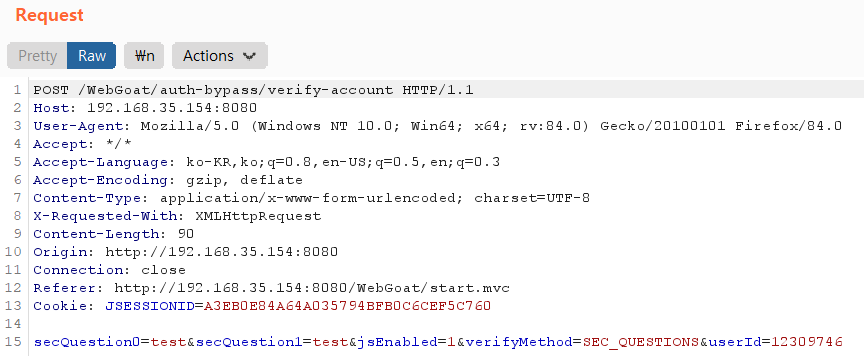 Request
Pretty Raw ₩n Actions
1 POST /WebGoat/auth-bypass/verify-account HTTP/1.1
2 Host: 192.168.35.154:8080
3 User-Agent: Mozilla/5.0 (Windows NT 10.0; Win64; x64; rv:84.0) Gecko/20100101 Firefox/84.0
4 Accept: */*
5 Accept-Language: ko-KR,ko;q=0.8,en-US;q=0.5,en;q=0.3
6 Accept-Encoding: gzip, deflate
7 Content-Type: application/x-www-form-urlencoded; charset=UTF-8
8 X-Requested-With: XMLHttpRequest
9 Content-Length: 90
10 Origin: http://192.168.35.154:8080
11 Connection: close
12 Referer: http://192.168.35.154:8080/WebGoat/start.mvc
13 Cookie: JSESSIONID=A3EB0E84A64A035794BFB0C6CEF5C760
14
15 secQuestion0=test&secQuestion1=test&jsEnabled=1&verifyMethod=SEC_QUESTIONS&userId=12309746